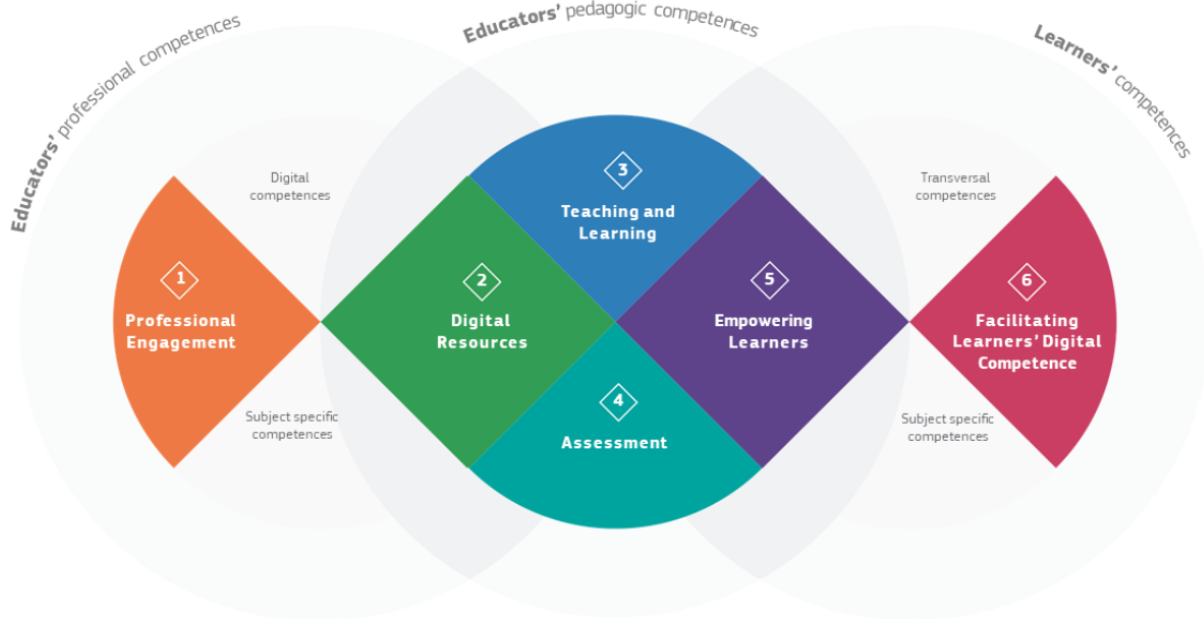 Educators' professional competences
Educators' pedagogic competences
Learners' competences
Digital
competences
Subject specific
competences
1
Professional
Engagement
2
Digital
Resources
3
Teaching and
Learning
4
Assessment
5
Empowering
Learners
Transversal
competences
Subject specific
competences
6
Facilitating
Learners' Digital
Competence